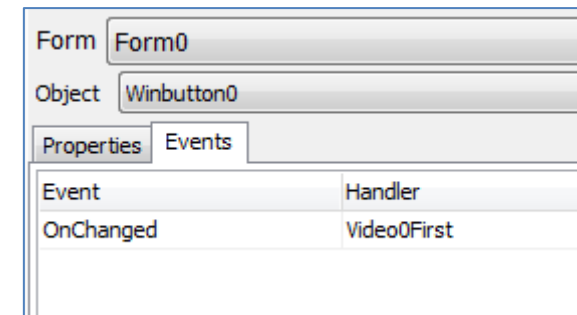 Form Form0
Object Winbutton0
Properties Events
Event Handler
OnChanged Video0First